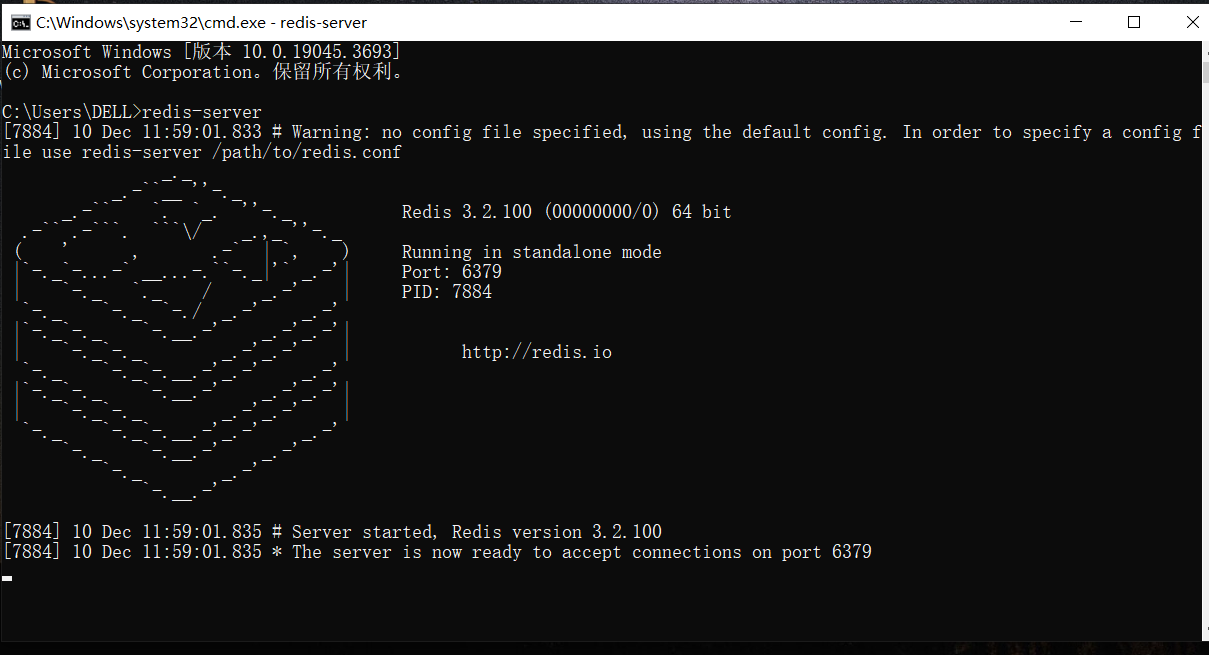 C:\Windows\system32\cmd.exe - redis-server
Microsoft Windows [版本 10.0.19045.3693]
(c) Microsoft Corporation。保留所有权利。
C:\Users\DELL>redis-server
[7884] 10 Dec 11:59:01.833 # Warning: no config file specified, using the default config. In order to specify a config f
ile use redis-server /path/to/redis.conf
Redis 3.2.100 (00000000/0) 64 bit
Running in standalone mode
Port: 6379
PID: 7884
http://redis.io
[7884] 10 Dec 11:59:01.835 # Server started, Redis version 3.2.100
[7884] 10 Dec 11:59:01.835 * The server is now ready to accept connections on port 6379